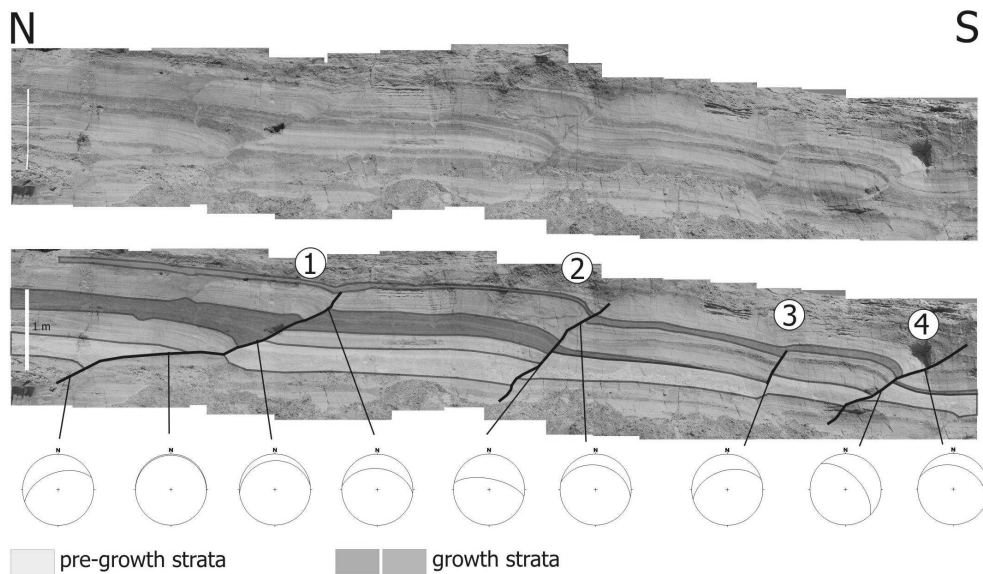 N S
1 2 3 4
1 m
N N N N N N N N N
pre-growth strata growth strata